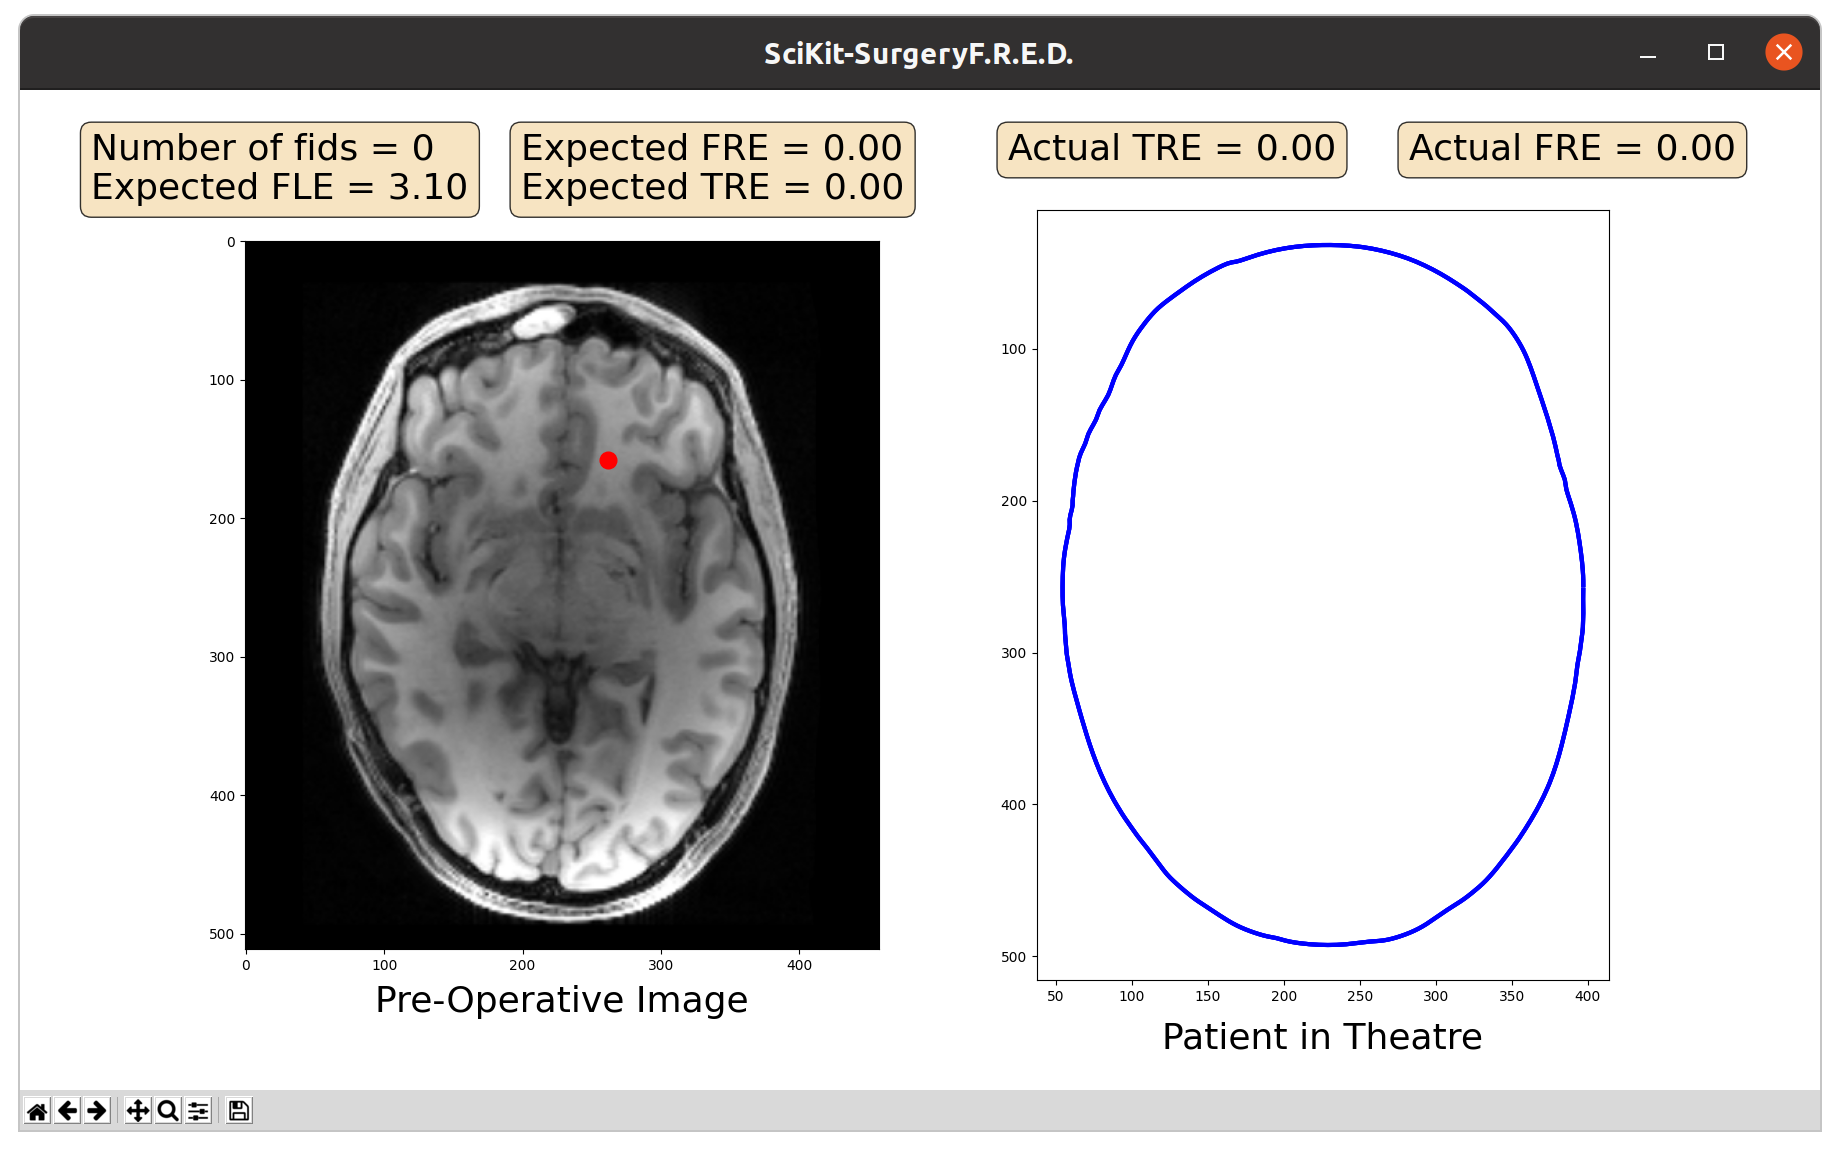 SciKit-SurgeryF.R.E.D.
Number of fids = 0
Expected FLE = 3.10
Expected FRE = 0.00
Expected TRE = 0.00
Actual TRE = 0.00
Actual FRE = 0.00
0
100
200
300
400
500
0
100
200
300
400
Pre-Operative Image
100
200
300
400
500
50
100
150
200
250
300
350
400
Patient in Theatre